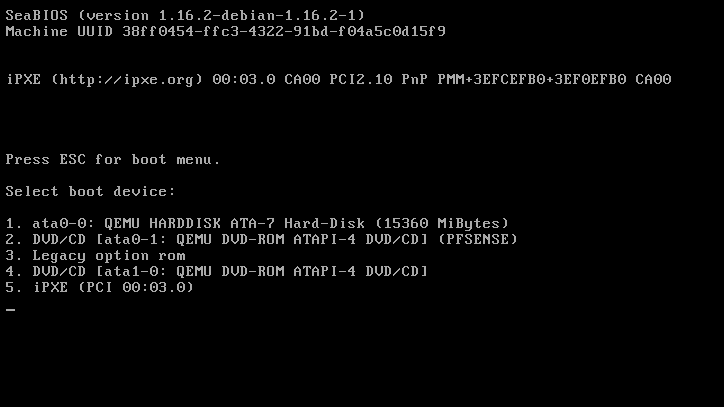 SeaBIOS (version 1.16.2-debian-1.16.2-1)
Machine UUID 38ff0454-ffc3-4322-91bd-f04a5c0d15f9
iPXE (http://ipxe.org) 00:03.0 CA00 PCI2.10 PnP PMM+3EFCEFB0+3EF0EFB0 CA00
Press ESC for boot menu.
Select boot device:
1. ata0-0: QEMU HARDDISK ATA-7 Hard-Disk (15360 MiBytes)
2. DVD/CD [ata0-1: QEMU DVD-ROM ATAPI-4 DVD/CD] (PFSENSE)
3. Legacy option rom
4. DVD/CD [ata1-0: QEMU DVD-ROM ATAPI-4 DVD/CD]
5. iPXE (PCI 00:03.0)
_